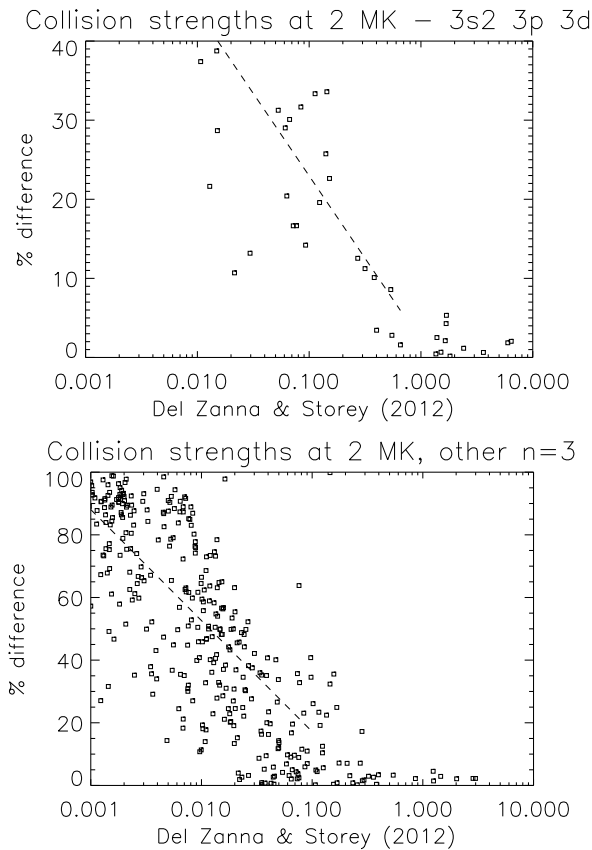 Collision strengths at 2 MK − 3s2 3p 3d
40
30
20
10
0
% difference
0.001 0.010 0.100 1.000 10.000
Del Zanna & Storey (2012)
Collision strengths at 2 MK, other n=3
100
80
60
40
20
0
% difference
0.001 0.010 0.100 1.000 10.000
Del Zanna & Storey (2012)